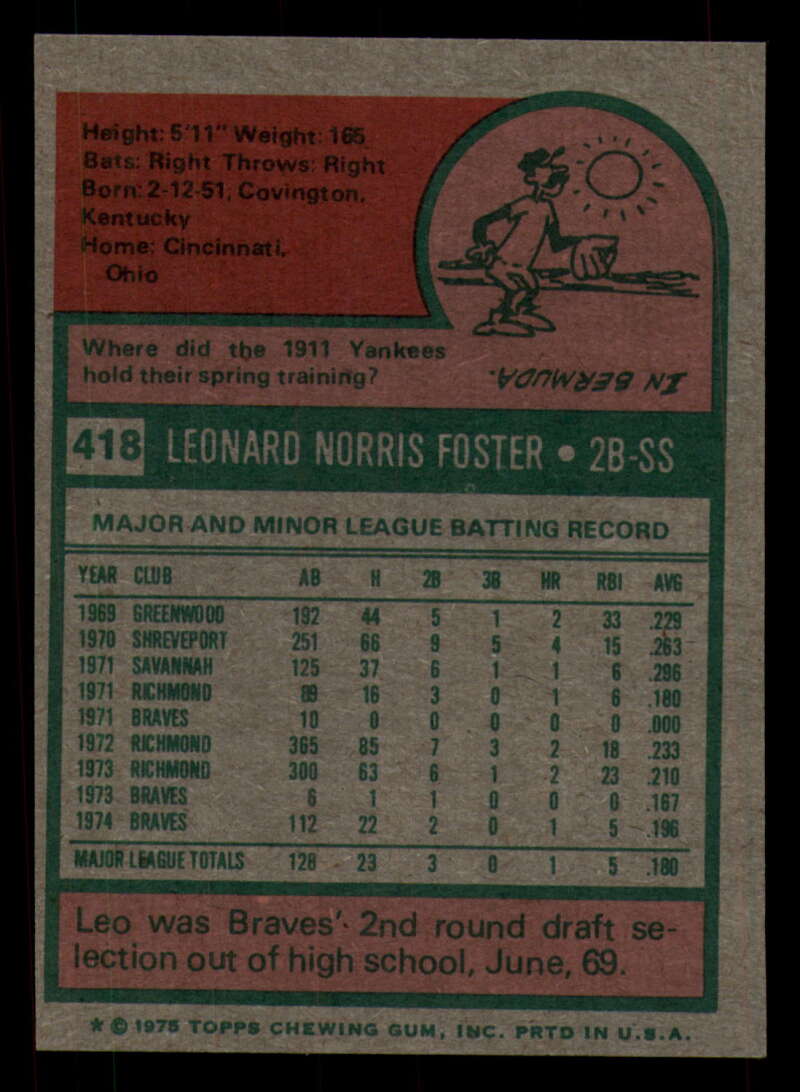 Height: 5'11" Weight: 165
Bats: Right Throws: Right
Born: 2-12-51, Covington,
Kentucky
Home: Cincinnati,
Ohio
Where did the 1911 Yankees
hold their spring training?
IN BERMUDA.
418 LEONARD NORRIS FOSTER • 2B-SS
MAJOR AND MINOR LEAGUE BATTING RECORD
YEAR CLUB AB H 2B 3B HR RBI AVG
1969 GREENWOOD 192 44 5 1 2 33 .229
1970 SHREVEPORT 251 66 9 5 4 15 .263
1971 SAVANNAH 125 37 6 1 1 6 .296
1971 RICHMOND 89 16 3 0 1 6 .180
1971 BRAVES 10 0 0 0 0 0 .000
1972 RICHMOND 365 85 7 3 2 18 .233
1973 RICHMOND 300 63 6 1 2 23 .210
1973 BRAVES 6 1 1 0 0 0 .167
1974 BRAVES 112 22 2 0 1 5 .196
MAJOR LEAGUE TOTALS 128 23 3 0 1 5 .180
Leo was Braves' 2nd round draft se-
lection out of high school, June, 69.
* © 1975 TOPPS CHEWING GUM, INC. PRTD IN U.S.A.